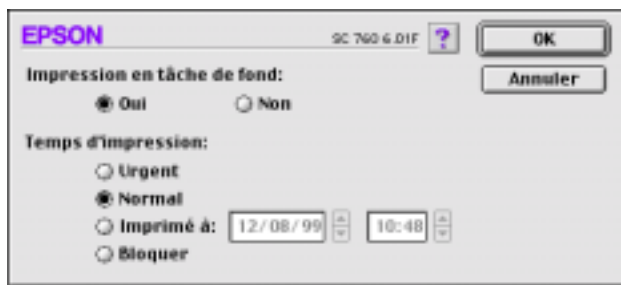 EPSON SC 760 6.01F ? OK
Impression en tâche de fond: Annuler
Oui Non
Temps d'impression:
Urgent
Normal
Imprimé à: 12/08/99 10:48
Bloquer